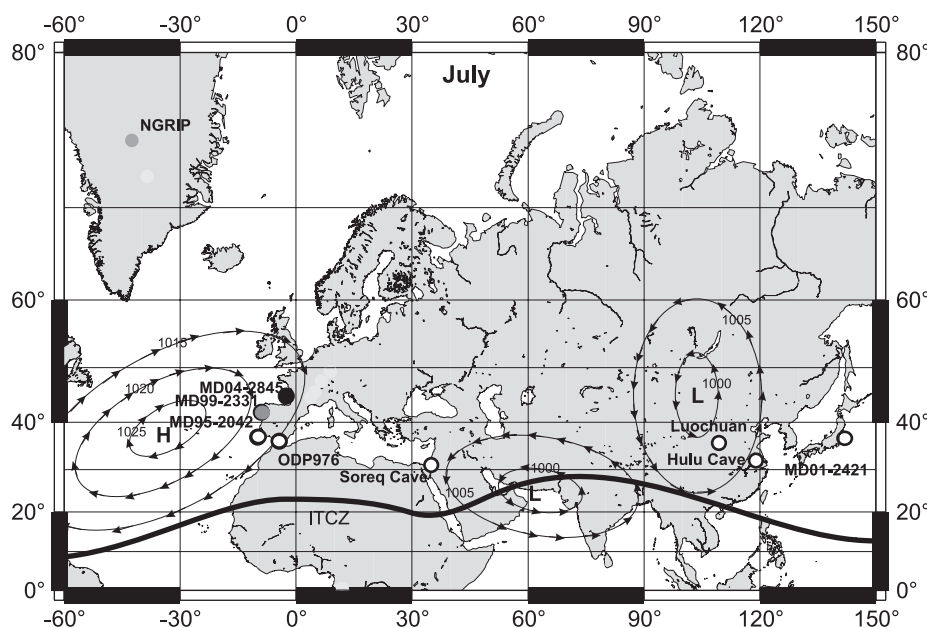 -60° -30° 0° 30° 60° 90° 120° 150°
80° 80°
July
NGRIP
60° 60°
1015
1005
1020
MD04-2845
1000
MD99-2331
L
MD95-2042
Luochuan
1025
H
40° 40°
ODP976
Hulu Cave
1000
MD01-2421
Soreq Cave
1005
L
ITCZ
20° 20°
0° 0°
-60° -30° 0° 30° 60° 90° 120° 150°